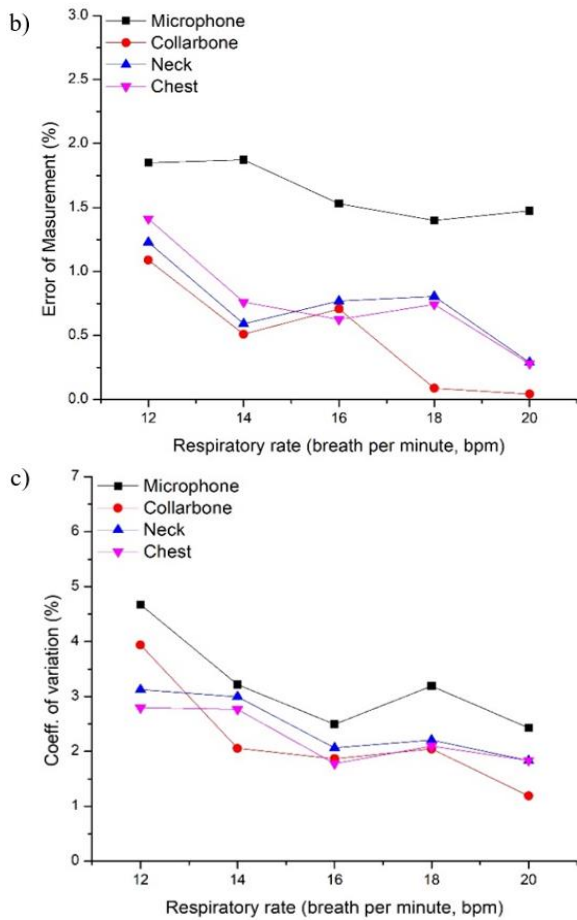 b)
3.0
2.5
2.0
1.5
1.0
0.5
0.0
Error of Masurement (%)
Microphone
Collarbone
Neck
Chest
12 14 16 18 20
Respiratory rate (breath per minute, bpm)
c)
7
6
5
4
3
2
1
0
Coeff. of variation (%)
Microphone
Collarbone
Neck
Chest
12 14 16 18 20
Respiratory rate (breath per minute, bpm)